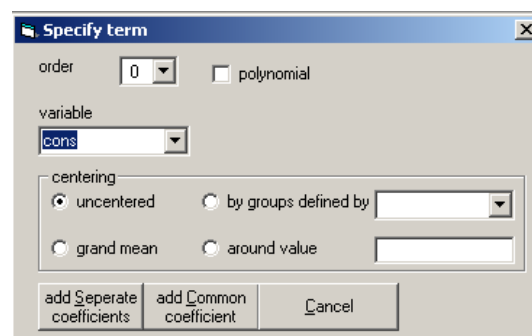 Specify term
order 0 polynomial
variable
cons
centering
uncentered by groups defined by
grand mean around value
add Seperate coefficients add Common coefficient Cancel